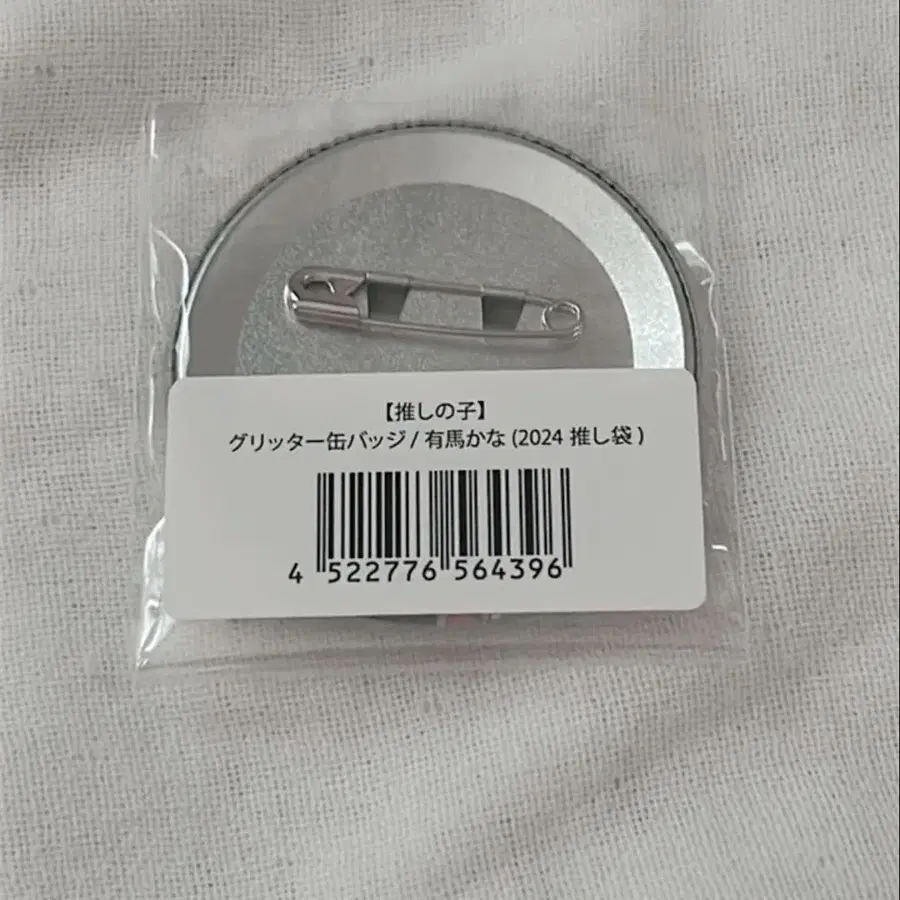 【推しの子】
グリッター缶バッジ / 有馬かな (2024 推し袋 )
4 522776 564396